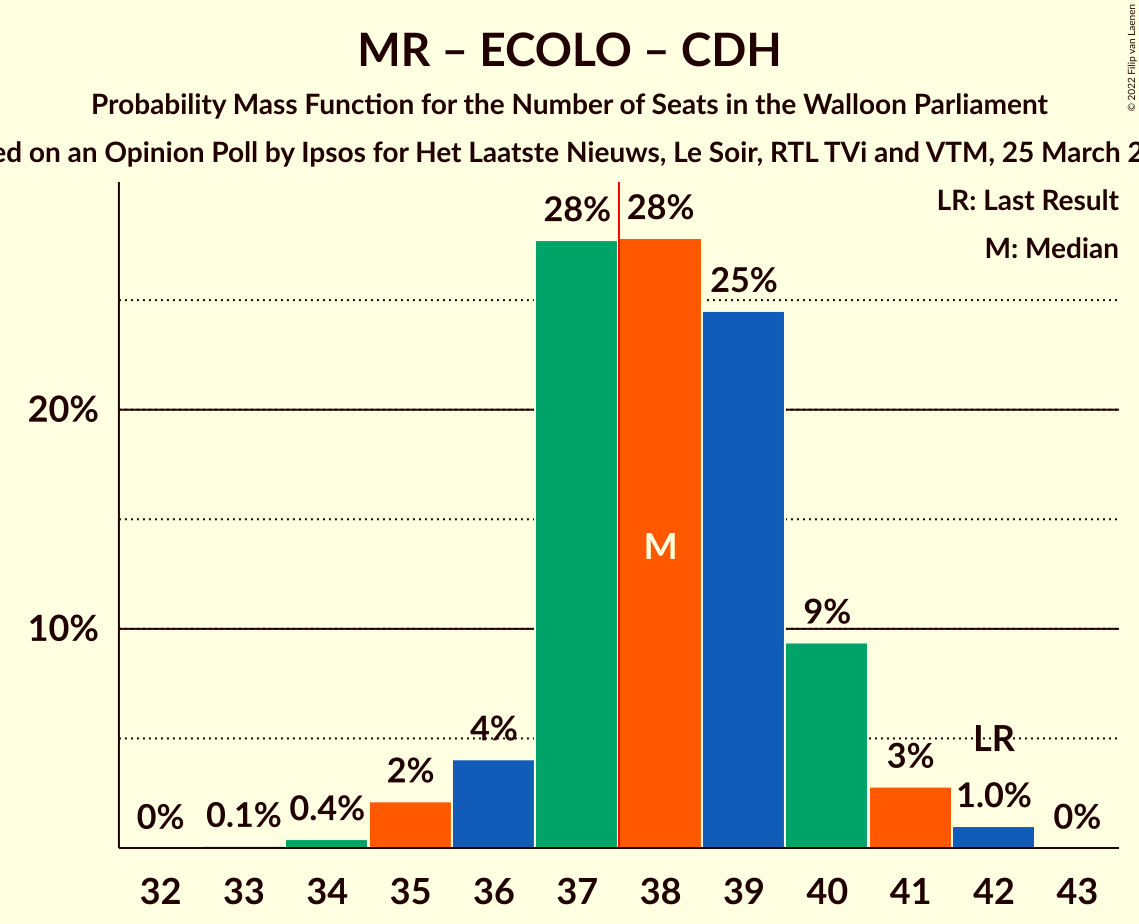 MR – ECOLO – CDH
Probability Mass Function for the Number of Seats in the Walloon Parliament
on an Opinion Poll by Ipsos for Het Laatste Nieuws, Le Soir, RTL TVi and VTM, 25 March
© 2022 Filip van Laenen
LR: Last Result
M: Median
28%
28%
25%
20%
M
10%
9%
4%
LR
3%
2%
1.0%
0%
0.1%
0.4%
0%
32 33 34 35 36 37 38 39 40 41 42 43